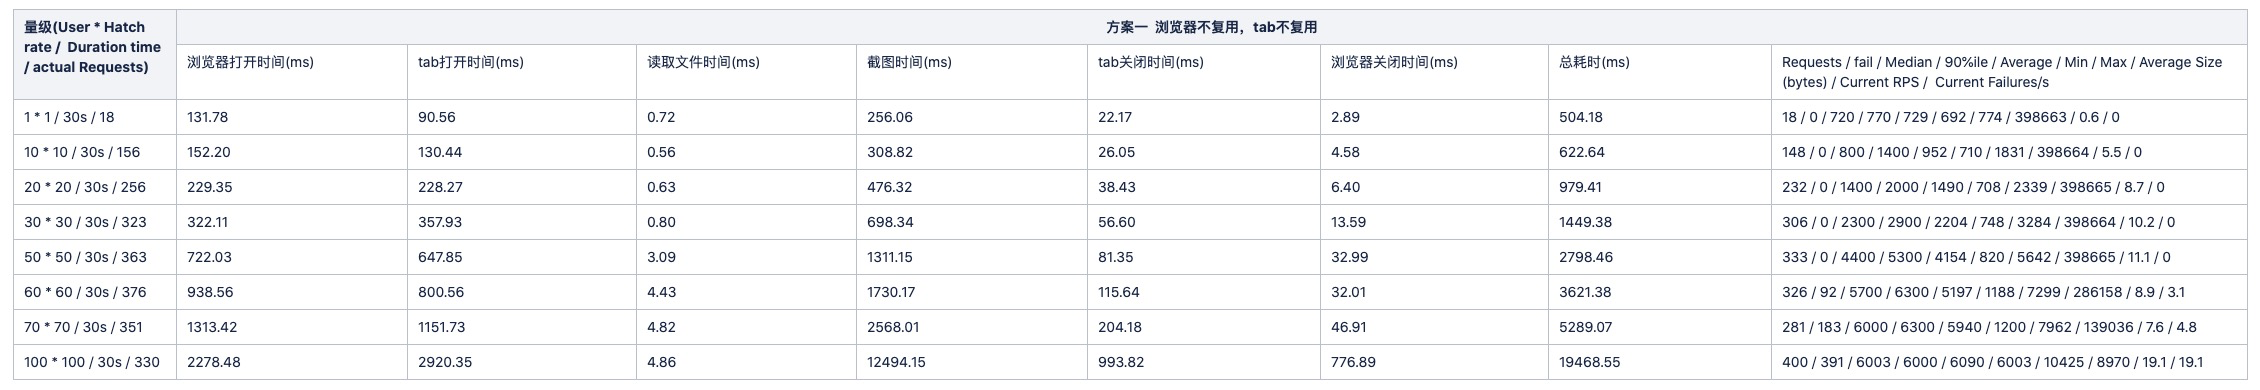 量级(User * Hatch
rate /  Duration time
/ actual Requests)
方案一  浏览器不复用，tab不复用
浏览器打开时间(ms)
tab打开时间(ms)
读取文件时间(ms)
截图时间(ms)
tab关闭时间(ms)
浏览器关闭时间(ms)
总耗时(ms)
Requests / fail / Median / 90%ile / Average / Min / Max / Average Size
(bytes) / Current RPS /  Current Failures/s
1 * 1 / 30s / 18 131.78 90.56 0.72 256.06 22.17 2.89 504.18 18 / 0 / 720 / 770 / 729 / 692 / 774 / 398663 / 0.6 / 0
10 * 10 / 30s / 156 152.20 130.44 0.56 308.82 26.05 4.58 622.64 148 / 0 / 800 / 1400 / 952 / 710 / 1831 / 398664 / 5.5 / 0
20 * 20 / 30s / 256 229.35 228.27 0.63 476.32 38.43 6.40 979.41 232 / 0 / 1400 / 2000 / 1490 / 708 / 2339 / 398665 / 8.7 / 0
30 * 30 / 30s / 323 322.11 357.93 0.80 698.34 56.60 13.59 1449.38 306 / 0 / 2300 / 2900 / 2204 / 748 / 3284 / 398664 / 10.2 / 0
50 * 50 / 30s / 363 722.03 647.85 3.09 1311.15 81.35 32.99 2798.46 333 / 0 / 4400 / 5300 / 4154 / 820 / 5642 / 398665 / 11.1 / 0
60 * 60 / 30s / 376 938.56 800.56 4.43 1730.17 115.64 32.01 3621.38 326 / 92 / 5700 / 6300 / 5197 / 1188 / 7299 / 286158 / 8.9 / 3.1
70 * 70 / 30s / 351 1313.42 1151.73 4.82 2568.01 204.18 46.91 5289.07 281 / 183 / 6000 / 6300 / 5940 / 1200 / 7962 / 139036 / 7.6 / 4.8
100 * 100 / 30s / 330 2278.48 2920.35 4.86 12494.15 993.82 776.89 19468.55 400 / 391 / 6003 / 6000 / 6090 / 6003 / 10425 / 8970 / 19.1 / 19.1